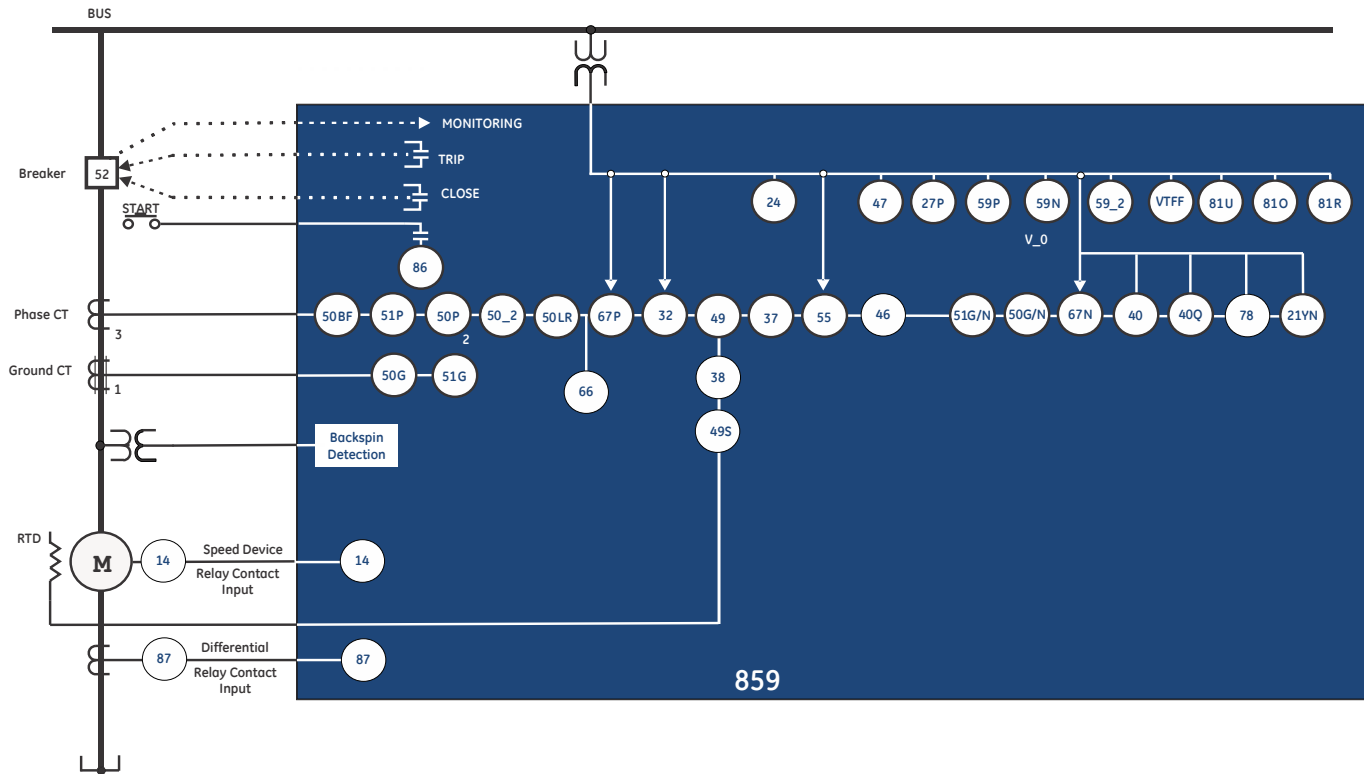 BUS
MONITORING
TRIP
CLOSE
Breaker
52
START
86
24
47
27P
59P
59N
59_2
VTFF
81U
81O
81R
V_0
Phase CT
3
50BF
51P
50P
2
50_2
50LR
67P
32
49
37
55
46
51G/N
50G/N
67N
40
40Q
78
21YN
Ground CT
1
50G
51G
66
38
49S
Backspin
Detection
RTD
M
14
Speed Device
Relay Contact
Input
14
87
Differential
Relay Contact
Input
87
859